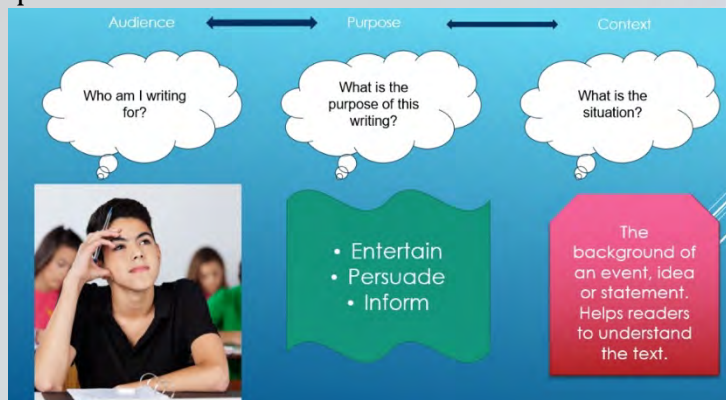 Audience
Purpose
Context
Who am I writing
for?
What is the
purpose of this
writing?
What is the
situation?
• Entertain
• Persuade
• Inform
The
background of
an event, idea
or statement.
Helps readers
to understand
the text.